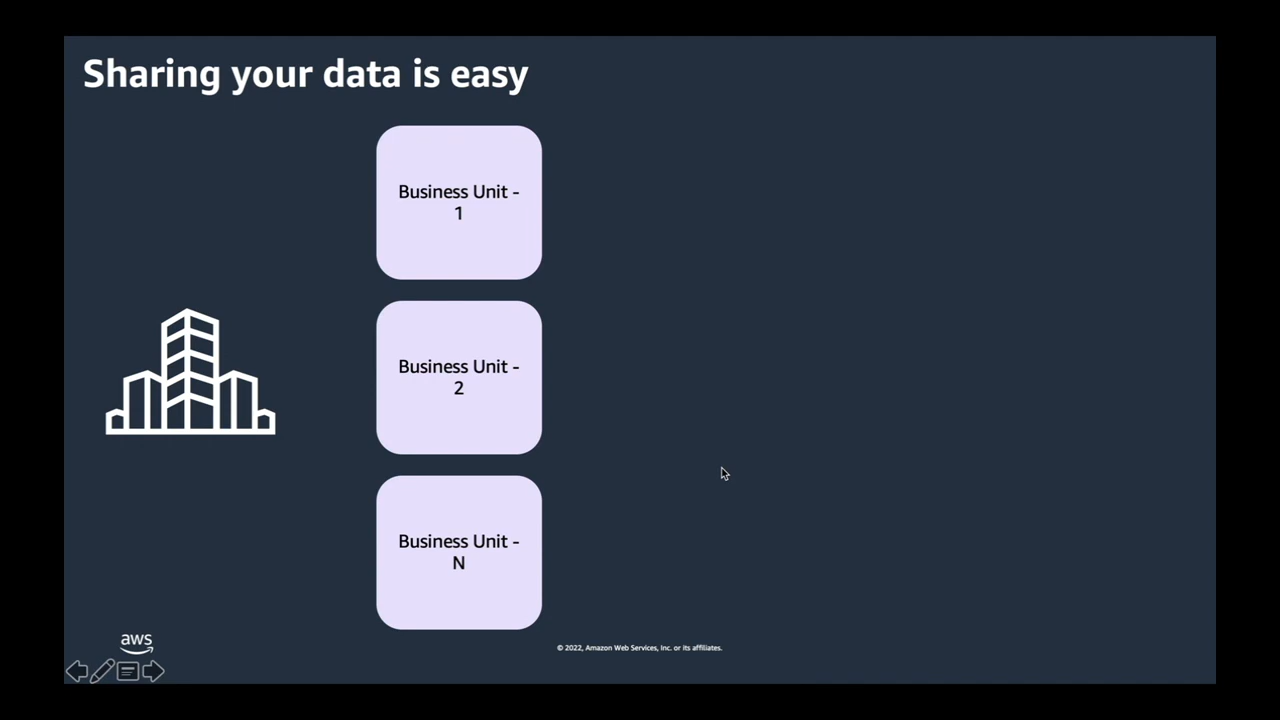 Sharing your data is easy
Business Unit -
1
Business Unit -
2
Business Unit -
N
aws
© 2022, Amazon Web Services, Inc. or its affiliates.